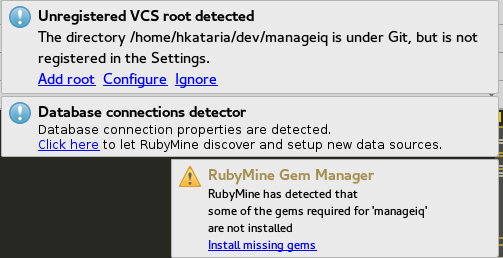 Unregistered VCS root detected
The directory /home/hkataria/dev/manageiq is under Git, but is not
registered in the Settings.
Add root Configure Ignore
Database connections detector
Database connection properties are detected.
Click here to let RubyMine discover and setup new data sources.
RubyMine Gem Manager
RubyMine has detected that
some of the gems required for 'manageiq'
are not installed
Install missing gems